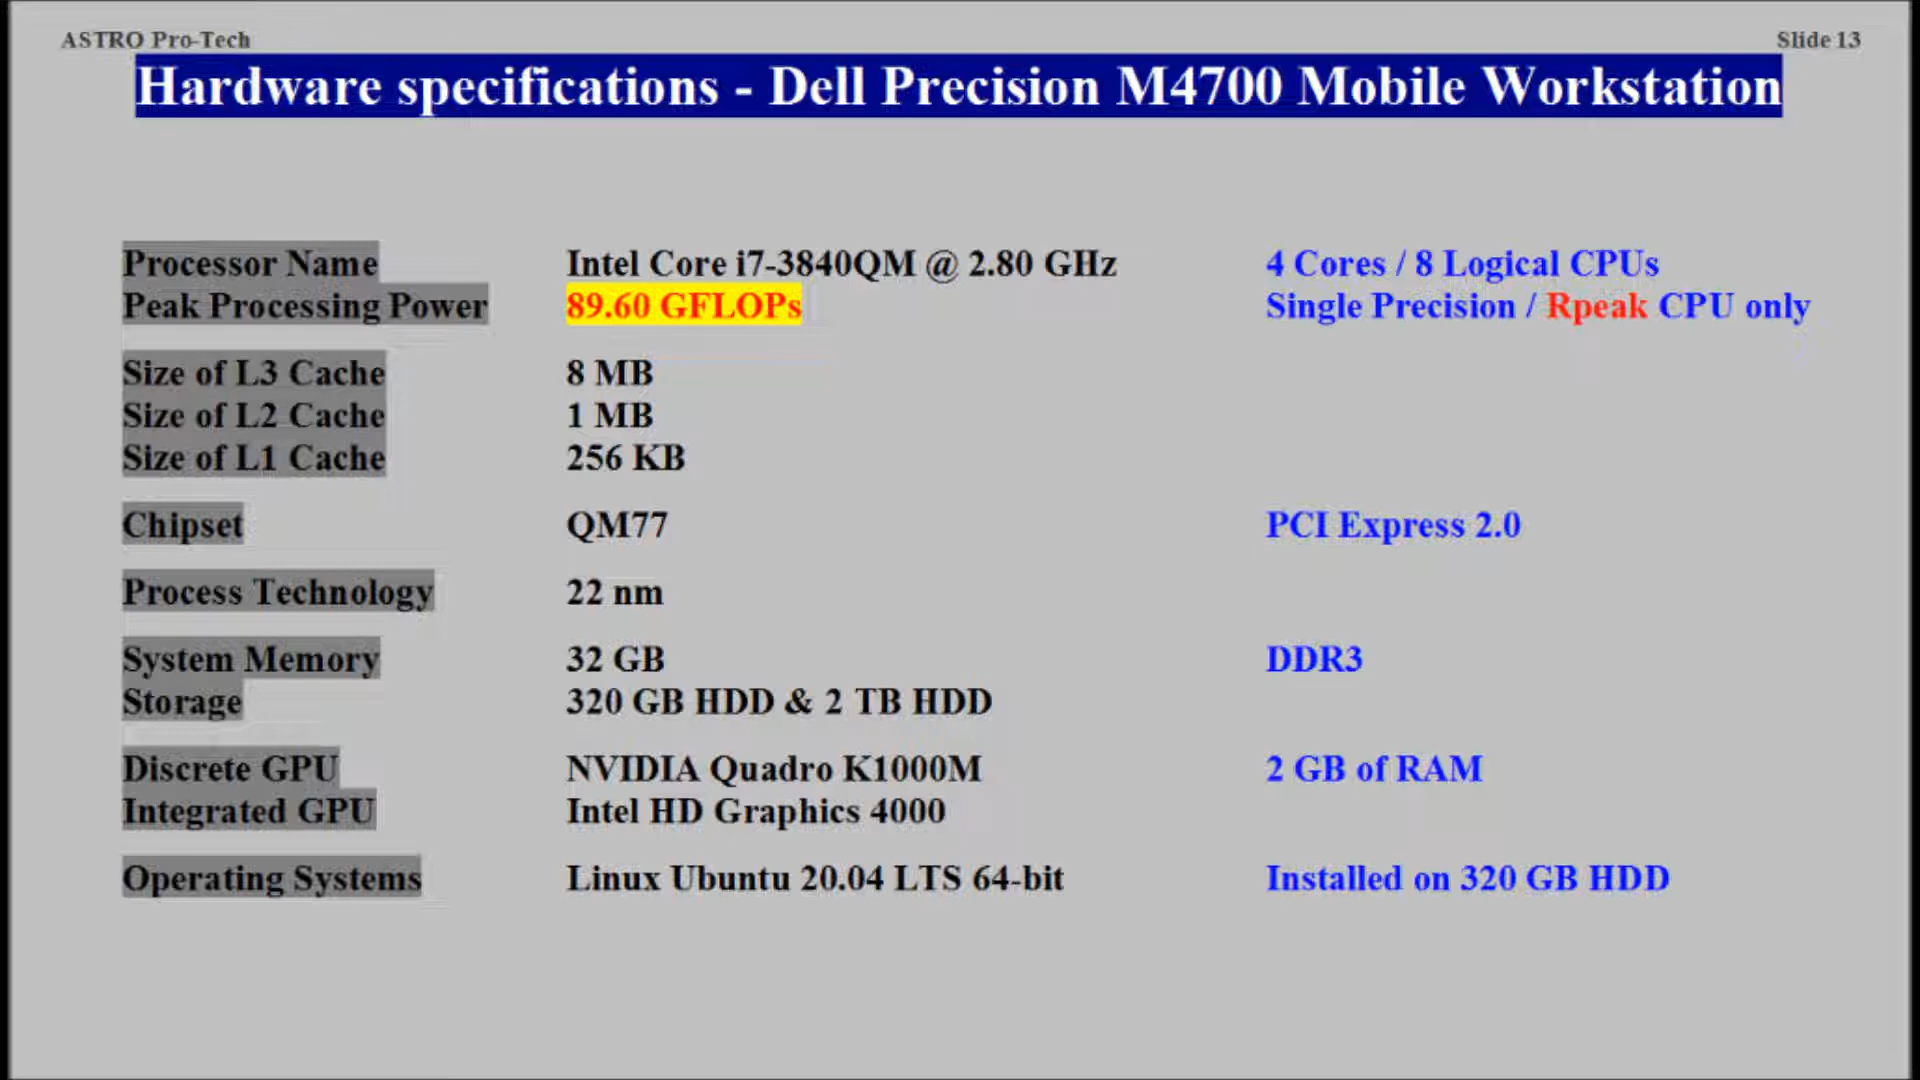 ASTRO Pro-Tech Slide 13
Hardware specifications - Dell Precision M4700 Mobile Workstation
Processor Name Intel Core i7-3840QM @ 2.80 GHz 4 Cores / 8 Logical CPUs
Peak Processing Power 89.60 GFLOPs Single Precision / Rpeak CPU only
Size of L3 Cache 8 MB
Size of L2 Cache 1 MB
Size of L1 Cache 256 KB
Chipset QM77 PCI Express 2.0
Process Technology 22 nm
System Memory 32 GB DDR3
Storage 320 GB HDD & 2 TB HDD
Discrete GPU NVIDIA Quadro K1000M 2 GB of RAM
Integrated GPU Intel HD Graphics 4000
Operating Systems Linux Ubuntu 20.04 LTS 64-bit Installed on 320 GB HDD